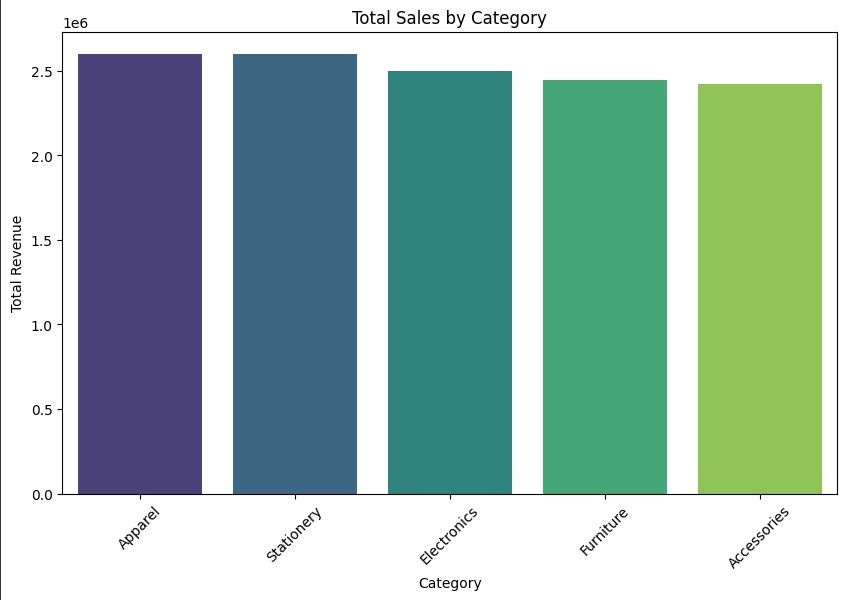 Total Sales by Category
1e6
2.5
2.0
1.5
1.0
0.5
0.0
Total Revenue
Apparel
Stationery
Electronics
Furniture
Accessories
Category